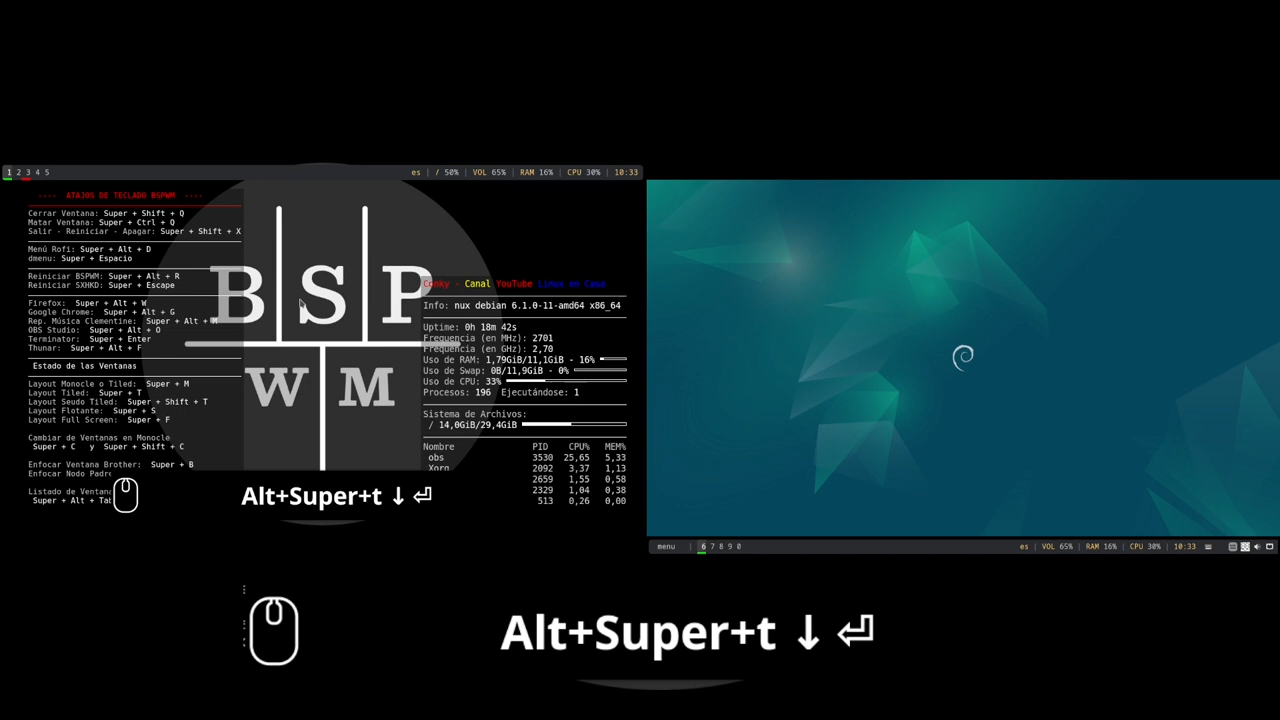 1 2 3 4 5
es | / 50% | VOL 65% | RAM 16% | CPU 30% | 10:33
---- ATAJOS DE TECLADO BSPWM ----
Cerrar Ventana: Super + Shift + Q
Matar Ventana: Super + Ctrl + Q
Salir - Reiniciar - Apagar: Super + Shift + X
Menú Rofi: Super + Alt + D
dmenu: Super + Espacio
Reiniciar BSPWM: Super + Alt + R
Reiniciar SXHKD: Super + Escape
Firefox: Super + Alt + W
Google Chrome: Super + Alt + G
Rep. Música Clementine: Super + Alt + M
OBS Studio: Super + Alt + O
Terminator: Super + Enter
Thunar: Super + Alt + F
Estado de las Ventanas
Layout Monocle o Tiled: Super + M
Layout Tiled: Super + T
Layout Seudo Tiled: Super + Shift + T
Layout Flotante: Super + S
Layout Full Screen: Super + F
Cambiar de Ventanas en Monocle
Super + C y Super + Shift + C
Enfocar Ventana Brother: Super + B
Enfocar Nodo Padre
Listado de Ventana
Super + Alt + Tab
BSP
WM
Conky - Canal YouTube Linux en Casa
Info: nux debian 6.1.0-11-amd64 x86_64
Uptime: 0h 18m 42s
Frequencia (en MHz): 2701
Frequencia (en GHz): 2,70
Uso de RAM: 1,79GiB/11,1GiB - 16%
Uso de Swap: 0B/11,9GiB - 0%
Uso de CPU: 33%
Procesos: 196 Ejecutándose: 1
Sistema de Archivos:
/ 14,0GiB/29,4GiB
Nombre PID CPU% MEM%
obs 3530 25,65 5,33
Xorg 2092 3,37 1,13
2659 1,55 0,58
2329 1,04 0,38
513 0,26 0,00
Alt+Super+t ↓ ⏎
menu | 6 7 8 9 0
es | VOL 65% | RAM 16% | CPU 30% | 10:33
Alt+Super+t ↓ ⏎